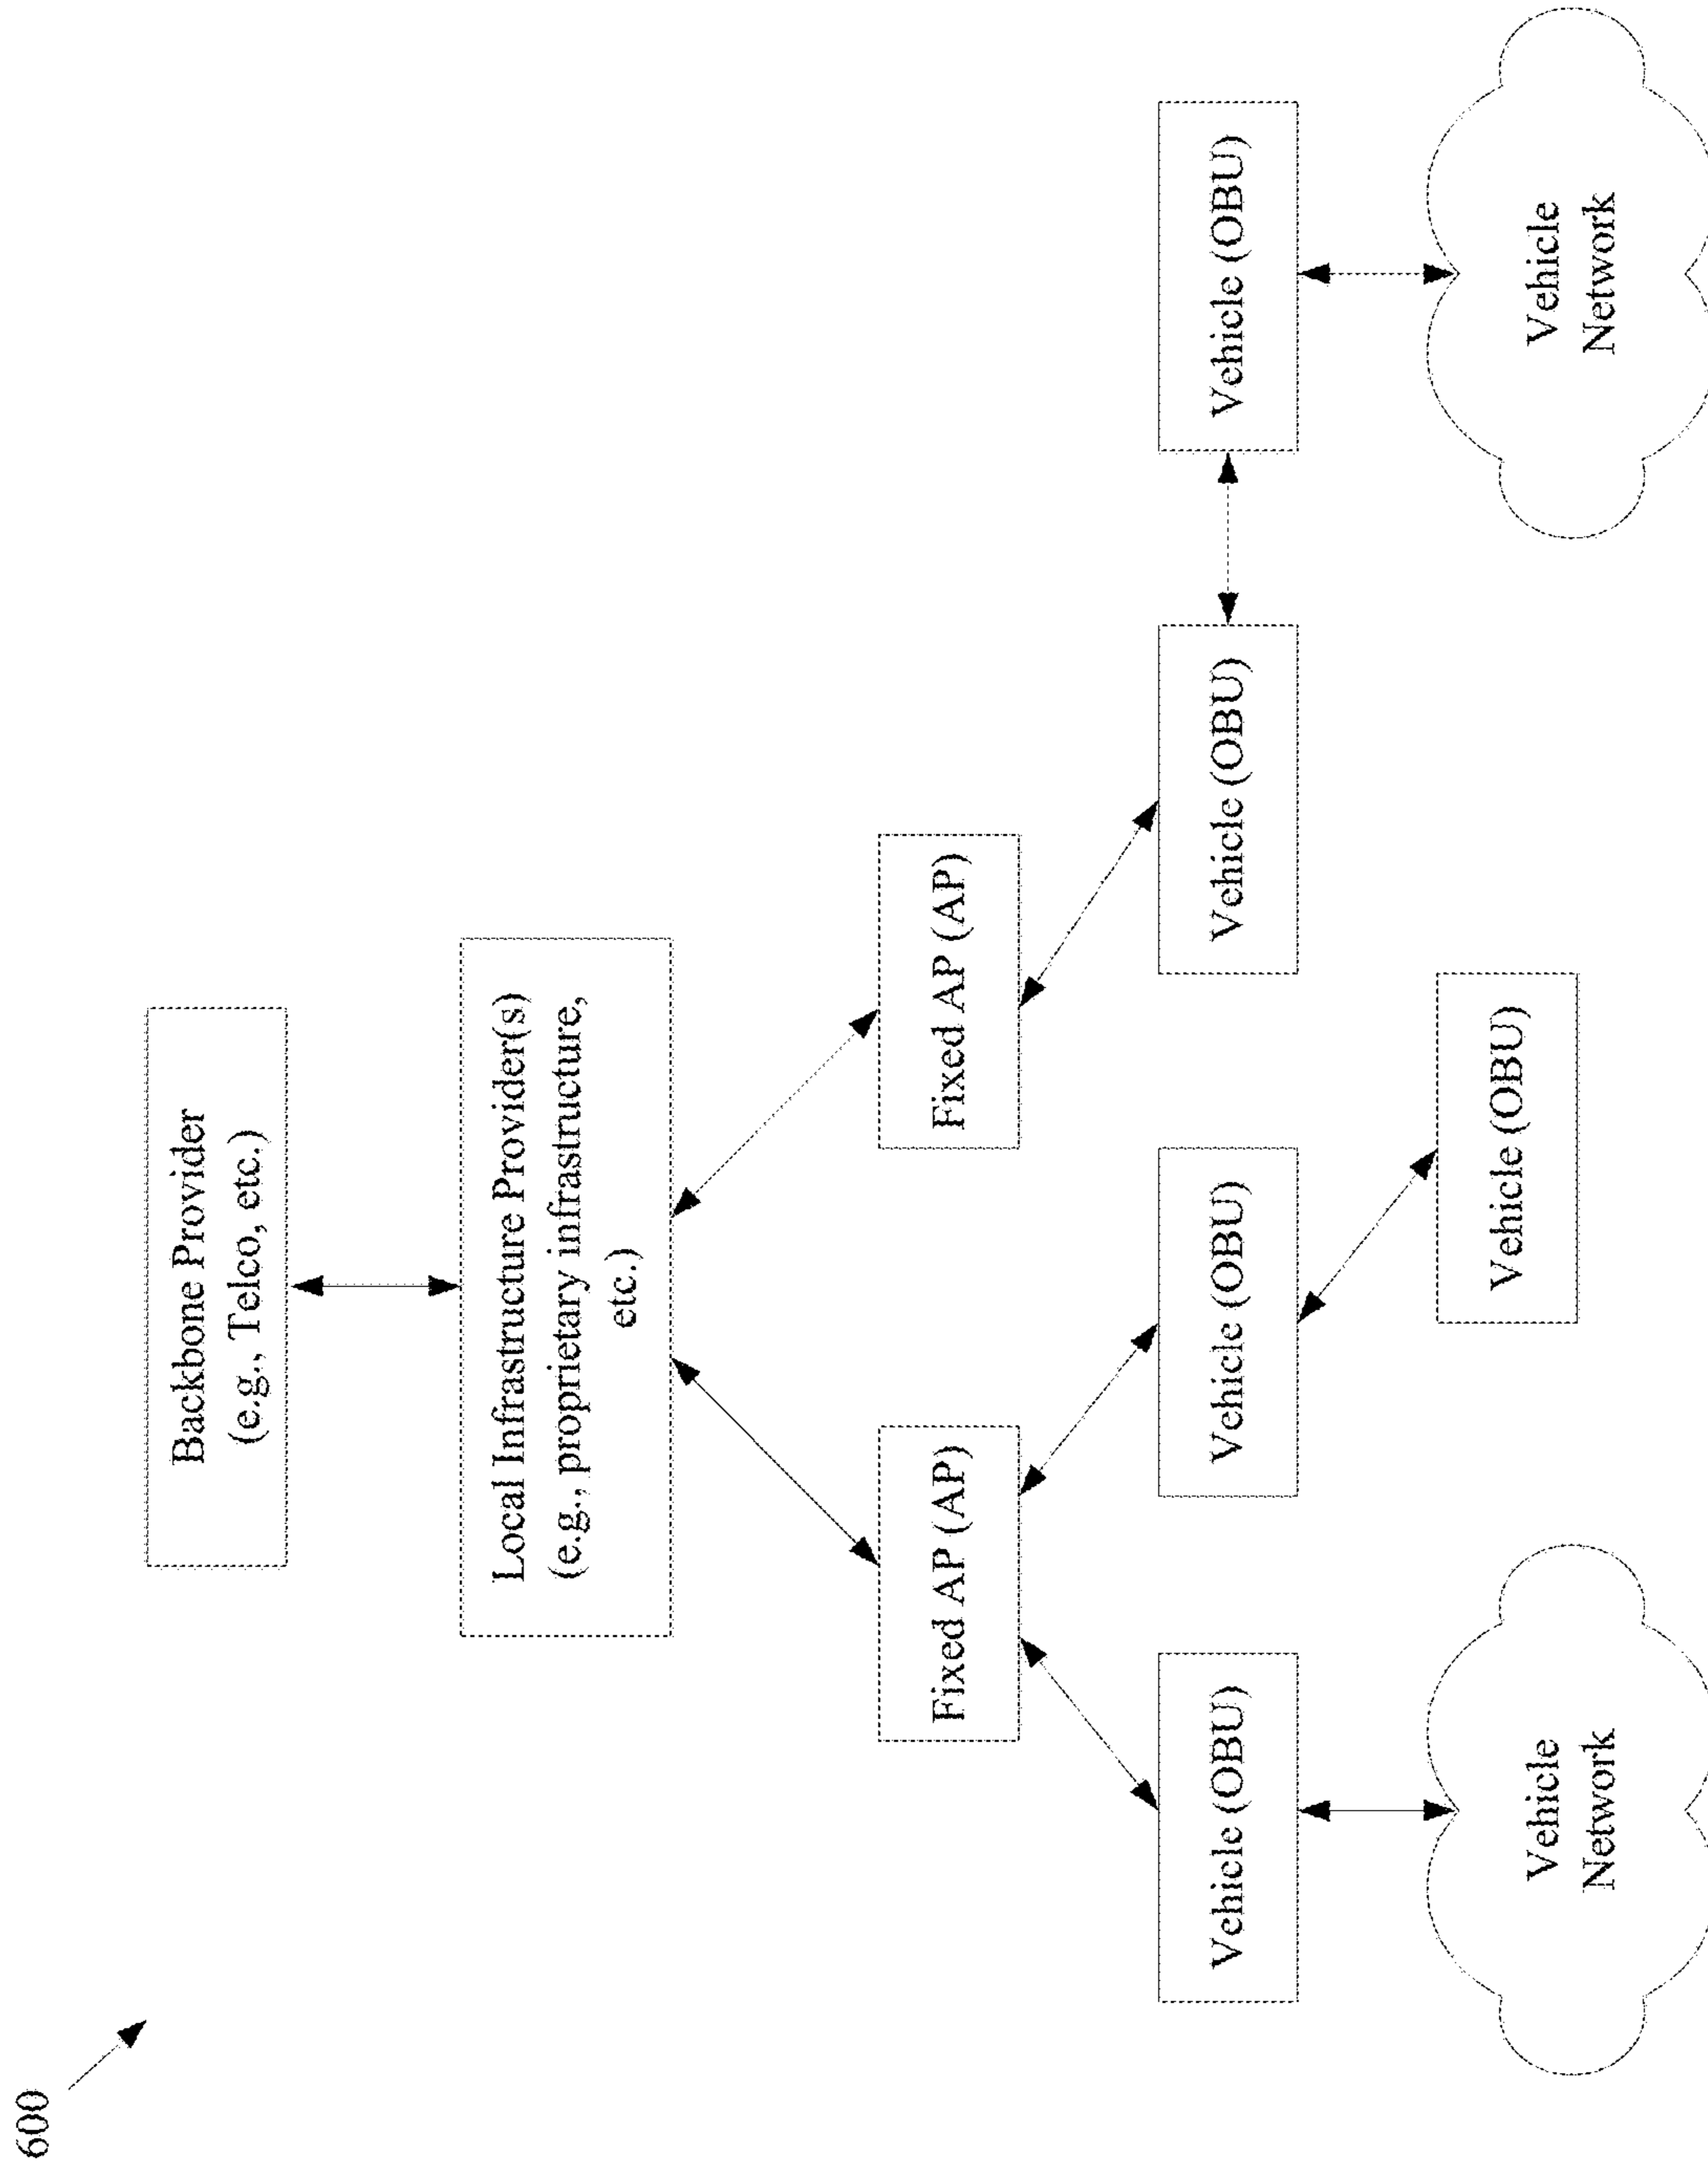 600
Backbone Provider
(e.g., Telco, etc.)
Local Infrastructure Provider(s)
(e.g., proprietary infrastructure,
etc.)
Fixed AP (AP)
Fixed AP (AP)
Vehicle (OBU)
Vehicle (OBU)
Vehicle (OBU)
Vehicle (OBU)
Vehicle
Network
Vehicle (OBU)
Vehicle
Network